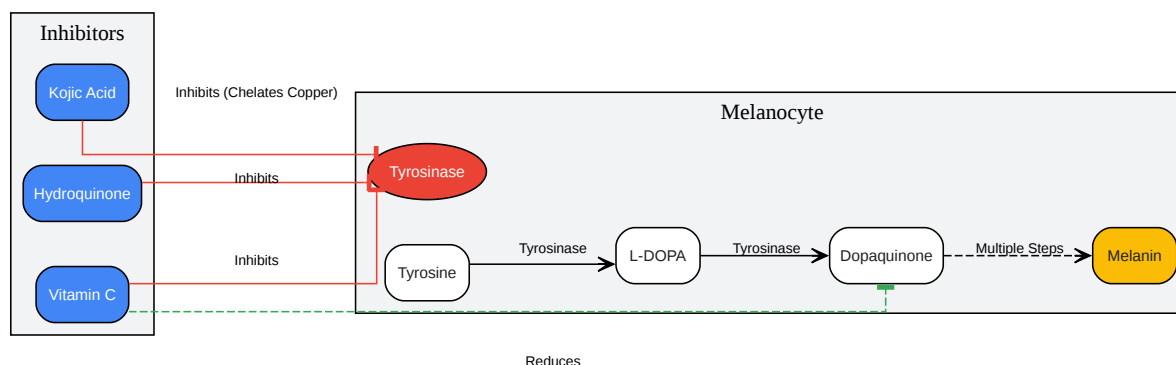 Inhibitors
Kojic Acid
Inhibits (Chelates Copper)
Melanocyte
Tyrosinase
Hydroquinone
Inhibits
Tyrosinase
L-DOPA
Tyrosinase
Dopaquinone
Multiple Steps
Melanin
Inhibits
Tyrosine
Vitamin C
Reduces